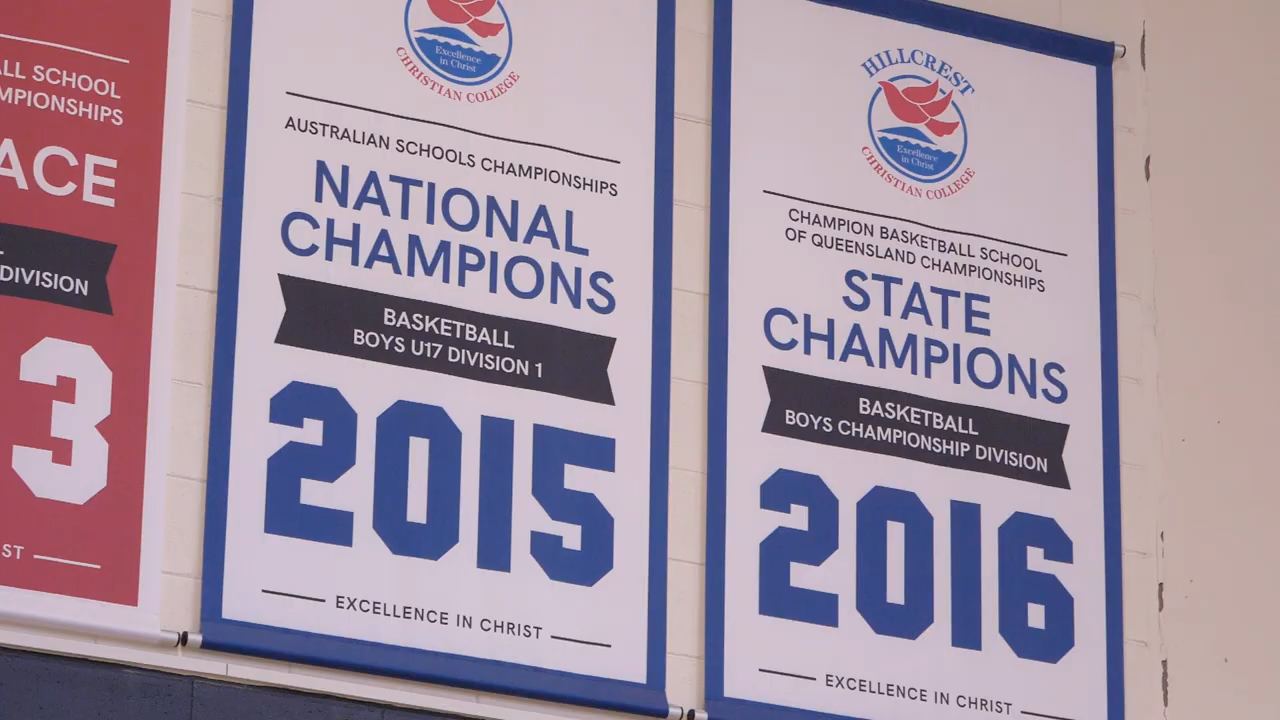 ALL SCHOOL
MPIONSHIPS
ACE
DIVISION
3
ST
Excellence
in Christ
CHRISTIAN COLLEGE
AUSTRALIAN SCHOOLS CHAMPIONSHIPS
NATIONAL
CHAMPIONS
BASKETBALL
BOYS U17 DIVISION 1
2015
EXCELLENCE IN CHRIST
HILLCREST
Excellence
in Christ
CHRISTIAN COLLEGE
CHAMPION BASKETBALL SCHOOL
OF QUEENSLAND CHAMPIONSHIPS
STATE
CHAMPIONS
BASKETBALL
BOYS CHAMPIONSHIP DIVISION
2016
EXCELLENCE IN CHRIST